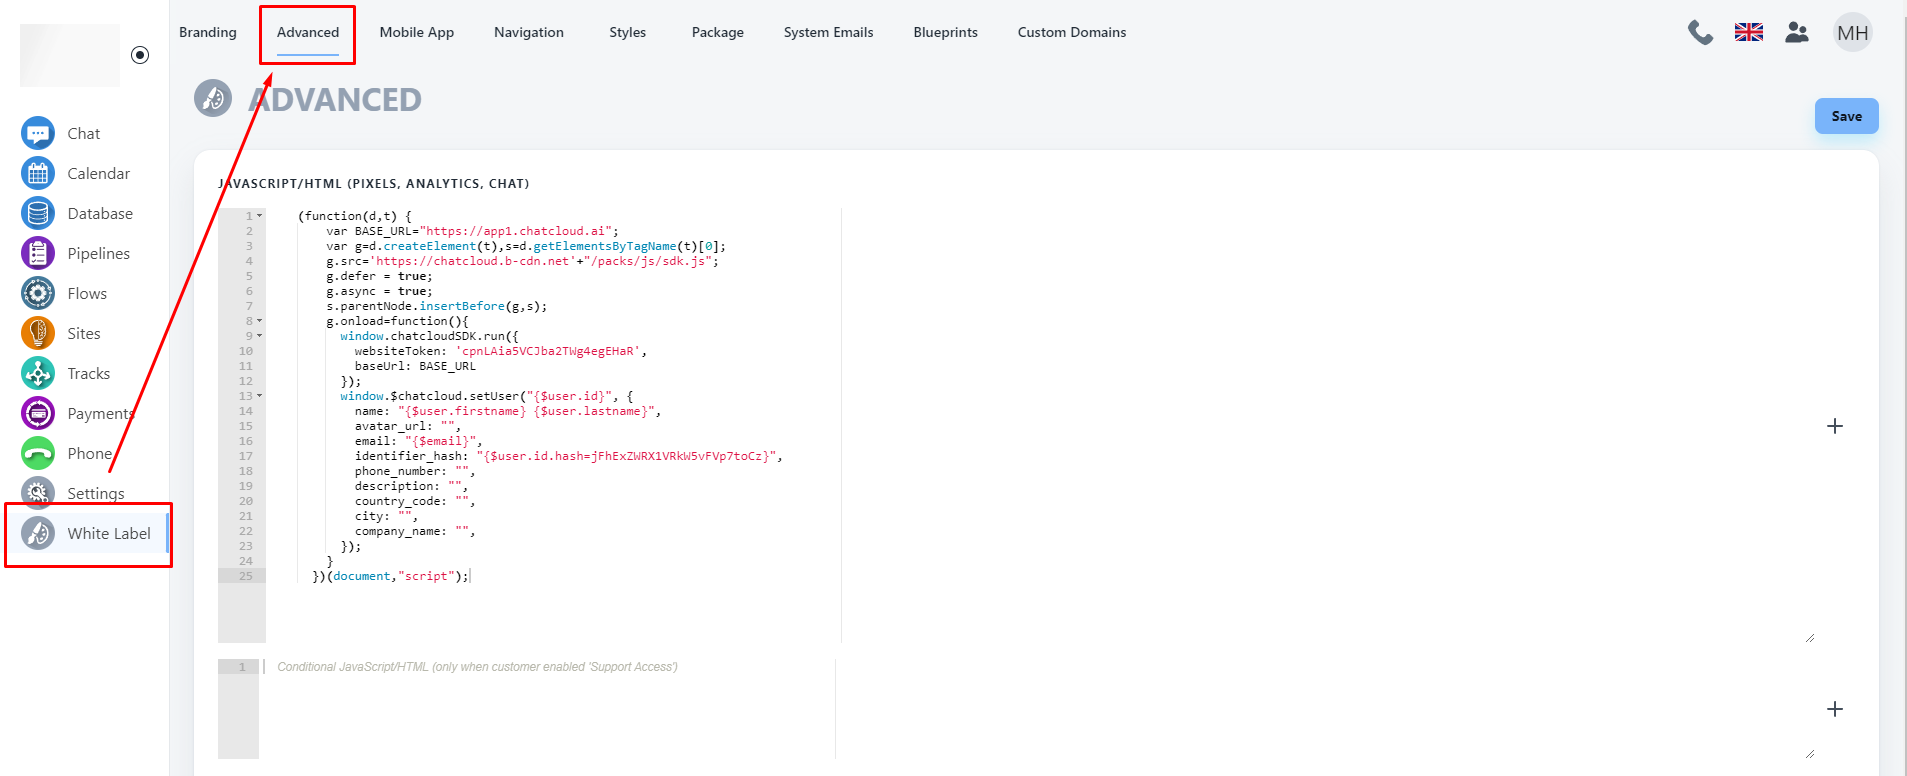 Branding
Advanced
Mobile App
Navigation
Styles
Package
System Emails
Blueprints
Custom Domains
MH
ADVANCED
Save
Chat
Calendar
Database
Pipelines
Flows
Sites
Tracks
Payments
Phone
Settings
White Label
JAVASCRIPT/HTML (PIXELS, ANALYTICS, CHAT)
1 (function(d,t) {
2 var BASE_URL="https://app1.chatcloud.ai";
3 var g=d.createElement(t),s=d.getElementsByTagName(t)[0];
4 g.src='https://chatcloud.b-cdn.net'+"/packs/js/sdk.js";
5 g.defer = true;
6 g.async = true;
7 s.parentNode.insertBefore(g,s);
8 g.onload=function(){
9 window.chatcloudSDK.run({
10 websiteToken: 'cpnLAia5VCJba2TWg4egEHaR',
11 baseUrl: BASE_URL
12 });
13 window.$chatcloud.setUser("{$user.id}", {
14 name: "{$user.firstname} {$user.lastname}",
15 avatar_url: "",
16 email: "{$email}",
17 identifier_hash: "{$user.id.hash=jFhExZWRX1VRkW5vFVp7toCz}",
18 phone_number: "",
19 description: "",
20 country_code: "",
21 city: "",
22 company_name: "",
23 });
24 }
25 })(document,"script");
1 Conditional JavaScript/HTML (only when customer enabled 'Support Access')